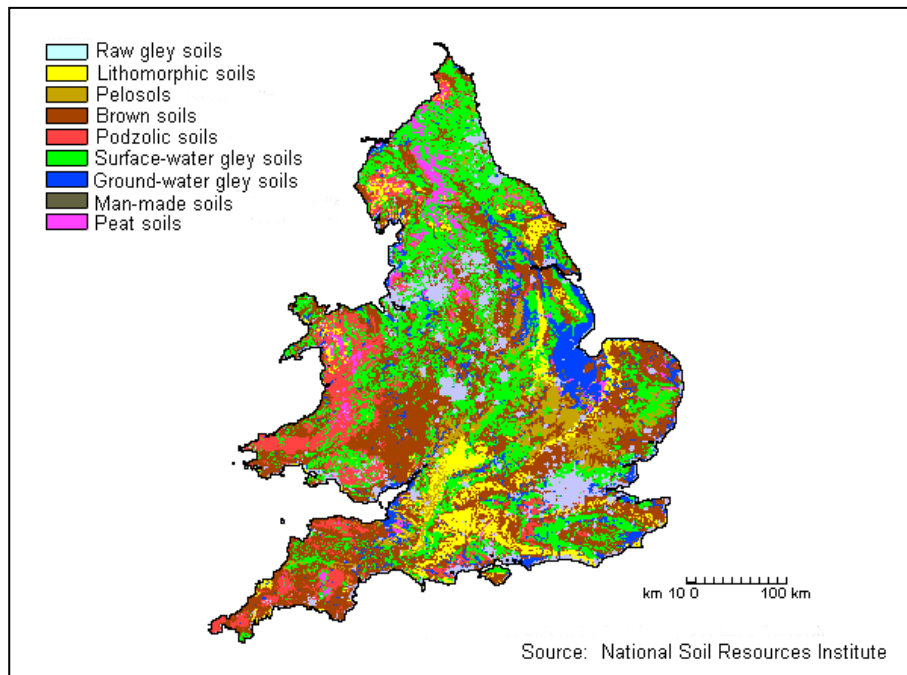 Raw gley soils
Lithomorphic soils
Pelosols
Brown soils
Podzolic soils
Surface-water gley soils
Ground-water gley soils
Man-made soils
Peat soils
km 10 0 100 km
Source: National Soil Resources Institute